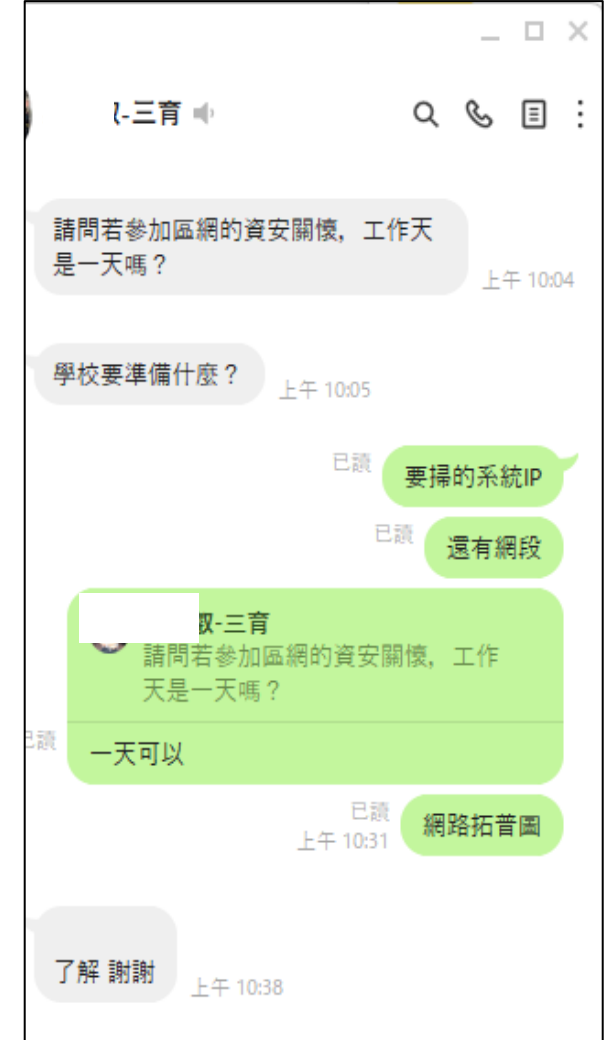 -三育
請問若參加區網的資安關懷，工作天
是一天嗎？
上午 10:04
學校要準備什麼？
上午 10:05
已讀
要掃的系統IP
已讀
還有網段
-三育
請問若參加區網的資安關懷，工作
天是一天嗎？
已讀
一天可以
已讀
上午 10:31
網路拓普圖
了解 謝謝
上午 10:38